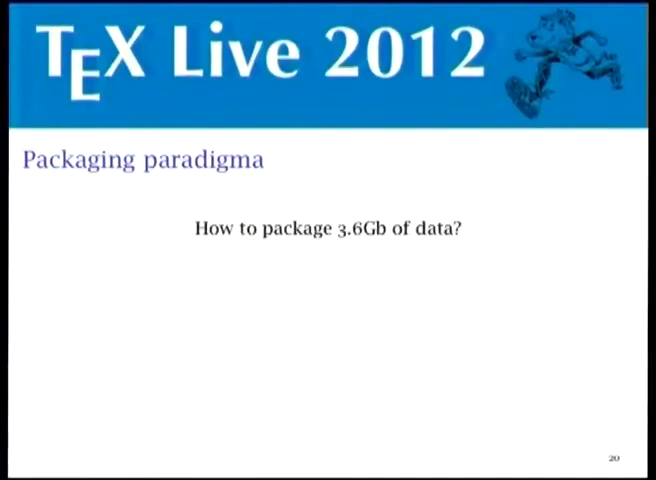 TEX Live 2012
Packaging paradigma
How to package 3.6Gb of data?
20